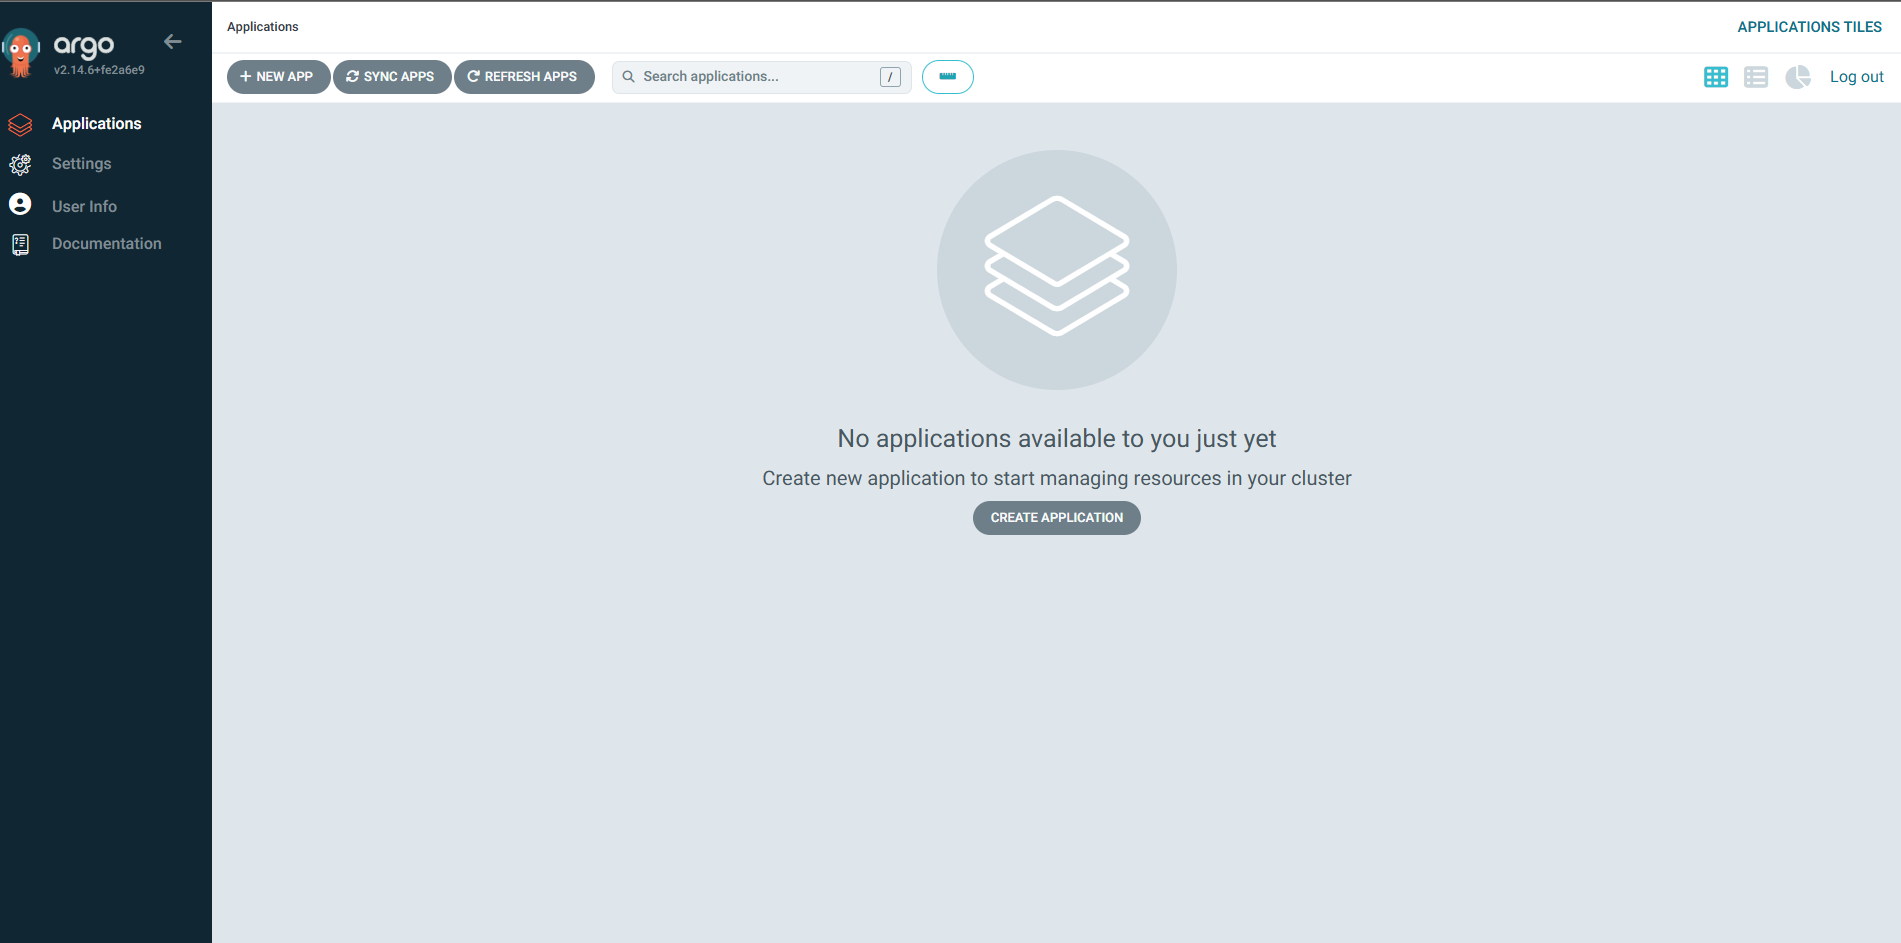 argo
v2.14.6+fe2a6e9
Applications
Settings
User Info
Documentation
Applications
APPLICATIONS TILES
NEW APP
SYNC APPS
REFRESH APPS
Search applications...
/
Log out
No applications available to you just yet
Create new application to start managing resources in your cluster
CREATE APPLICATION